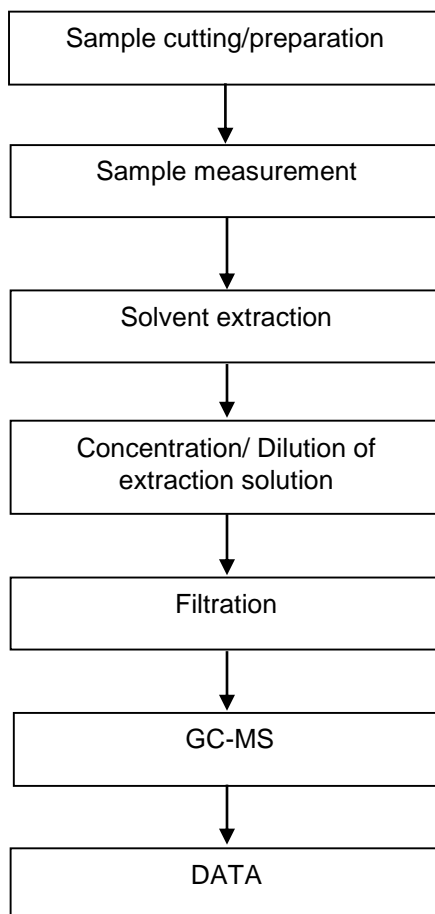 Sample cutting/preparation
Sample measurement
Solvent extraction
Concentration/ Dilution of
extraction solution
Filtration
GC-MS
DATA